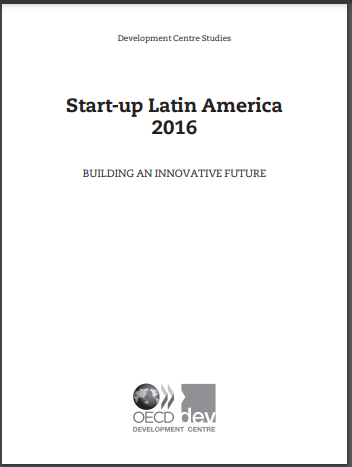 Development Centre Studies
Start-up Latin America
2016
BUILDING AN INNOVATIVE FUTURE
OECD dev
DEVELOPMENT CENTRE